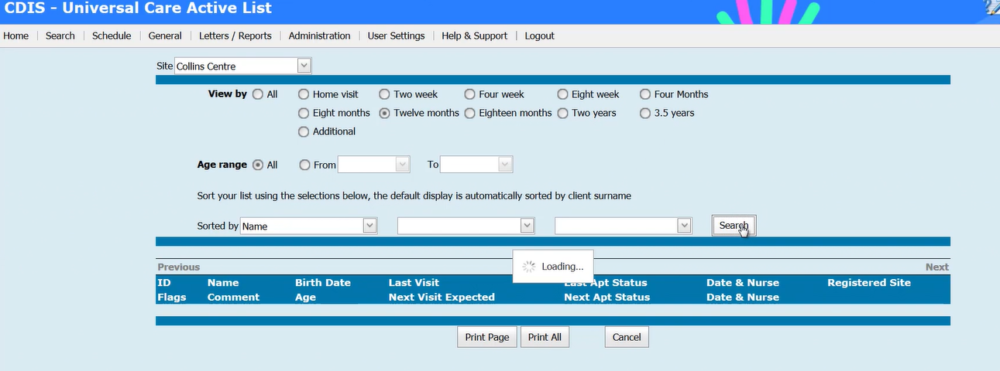 CDIS - Universal Care Active List
Home Search Schedule General Letters / Reports Administration User Settings Help & Support Logout
Site Collins Centre
View by All Home visit Two week Four week Eight week Four Months
Eight months Twelve months Eighteen months Two years 3.5 years
Additional
Age range All From To
Sort your list using the selections below, the default display is automatically sorted by client surname
Sorted by Name Search
Loading...
Previous Next
ID Name Birth Date Last Visit Last Apt Status Date & Nurse Registered Site
Flags Comment Age Next Visit Expected Next Apt Status Date & Nurse
Print Page Print All Cancel